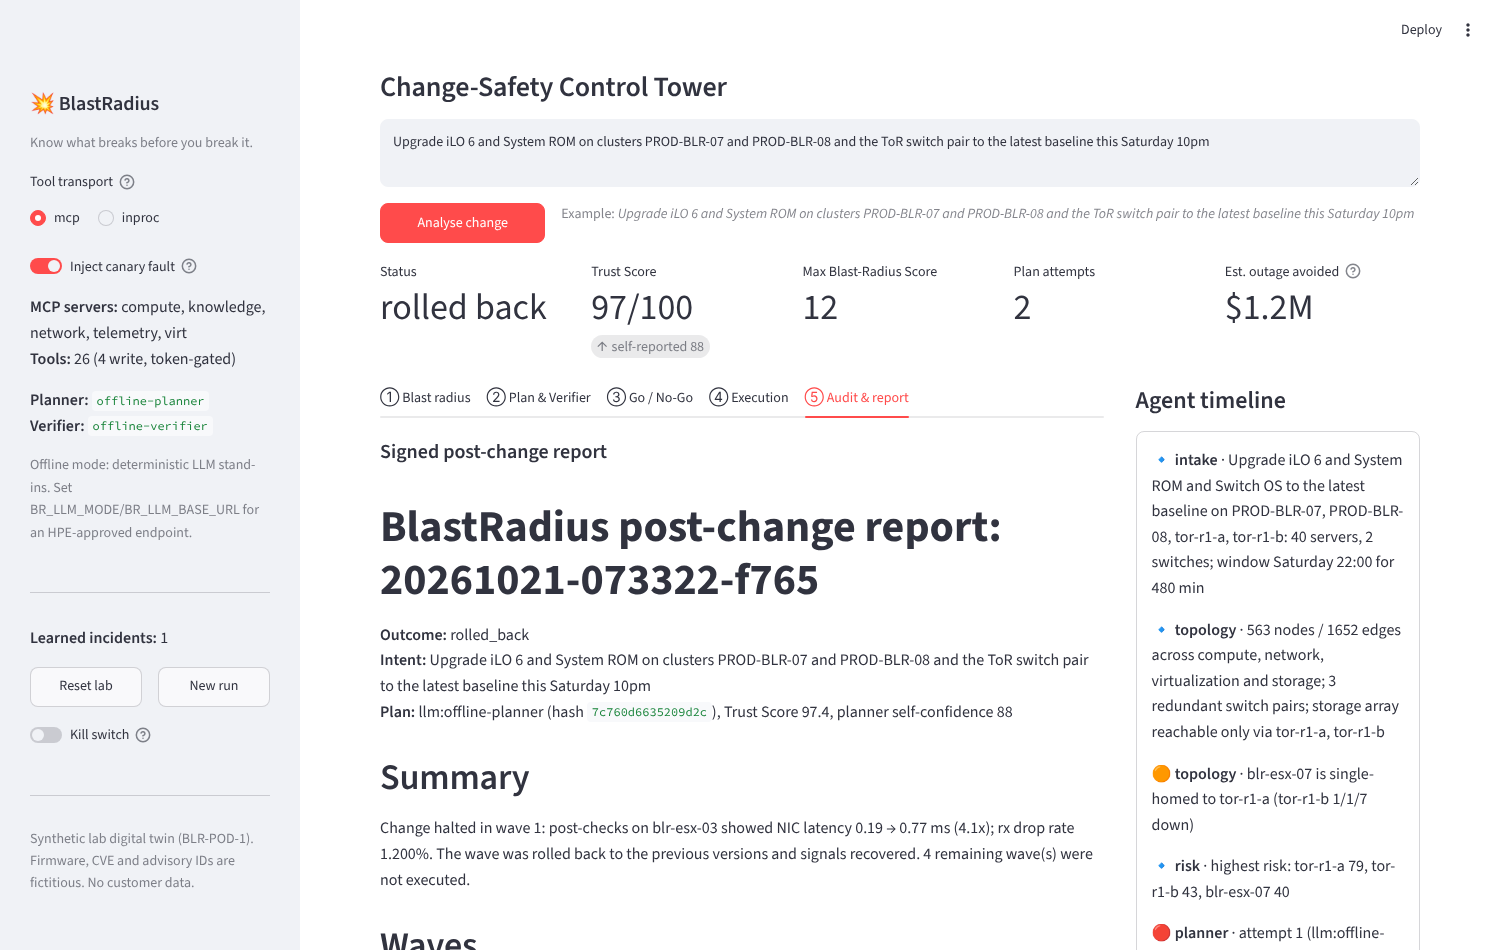 Deploy
💥 BlastRadius
Know what breaks before you break it.
Tool transport
mcp
inproc
Inject canary fault
MCP servers: compute, knowledge,
network, telemetry, virt
Tools: 26 (4 write, token-gated)
Planner: offline-planner
Verifier: offline-verifier
Offline mode: deterministic LLM stand-
ins. Set
BR_LLM_MODE/BR_LLM_BASE_URL for
an HPE-approved endpoint.
Learned incidents: 1
Reset lab
New run
Kill switch
Synthetic lab digital twin (BLR-POD-1).
Firmware, CVE and advisory IDs are
fictitious. No customer data.
Change-Safety Control Tower
Upgrade iLO 6 and System ROM on clusters PROD-BLR-07 and PROD-BLR-08 and the ToR switch pair to the latest baseline this Saturday 10pm
Analyse change
Example: Upgrade iLO 6 and System ROM on clusters PROD-BLR-07 and PROD-BLR-08 and the ToR switch pair to the latest baseline this Saturday 10pm
Status
rolled back
Trust Score
97/100
↑ self-reported 88
Max Blast-Radius Score
12
Plan attempts
2
Est. outage avoided
$1.2M
① Blast radius
② Plan & Verifier
③ Go / No-Go
④ Execution
⑤ Audit & report
Signed post-change report
BlastRadius post-change report:
20261021-073322-f765
Outcome: rolled_back
Intent: Upgrade iLO 6 and System ROM on clusters PROD-BLR-07 and PROD-BLR-08 and the ToR switch pair
to the latest baseline this Saturday 10pm
Plan: llm:offline-planner (hash 7c760d6635209d2c ), Trust Score 97.4, planner self-confidence 88
Summary
Change halted in wave 1: post-checks on blr-esx-03 showed NIC latency 0.19 → 0.77 ms (4.1x); rx drop rate
1.200%. The wave was rolled back to the previous versions and signals recovered. 4 remaining wave(s) were
not executed.
Waves
Agent timeline
🔹 intake · Upgrade iLO 6 and System
ROM and Switch OS to the latest
baseline on PROD-BLR-07, PROD-BLR-
08, tor-r1-a, tor-r1-b: 40 servers, 2
switches; window Saturday 22:00 for
480 min
🔹 topology · 563 nodes / 1652 edges
across compute, network,
virtualization and storage; 3
redundant switch pairs; storage array
reachable only via tor-r1-a, tor-r1-b
🟠 topology · blr-esx-07 is single-
homed to tor-r1-a (tor-r1-b 1/1/7
down)
🔹 risk · highest risk: tor-r1-a 79, tor-
r1-b 43, blr-esx-07 40
🔴 planner · attempt 1 (llm:offline-